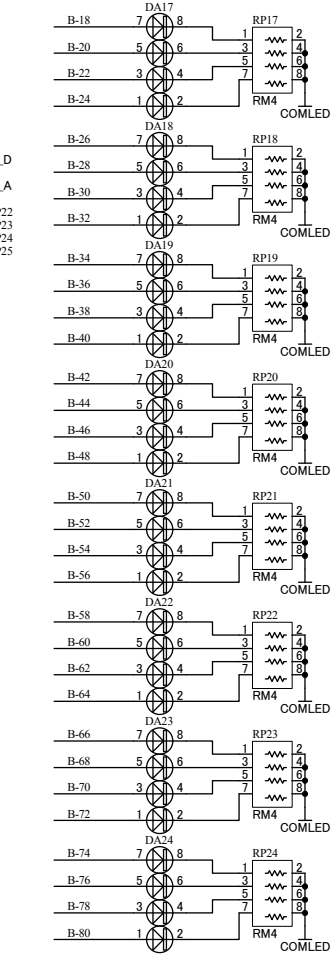 DA17
B-18 7 8 RP17
1 2
B-20 5 6 3 4
5 6
B-22 3 4 7 8
B-24 1 2 RM4
COMLED
DA18
B-26 7 8 RP18
1 2
_D
B-28 5 6 3 4
5 6
_A
B-30 3 4 7 8
P22
B-32 1 2 RM4
P23
COMLED
P24
DA19
P25
B-34 7 8 RP19
1 2
B-36 5 6 3 4
5 6
B-38 3 4 7 8
B-40 1 2 RM4
COMLED
DA20
B-42 7 8 RP20
1 2
B-44 5 6 3 4
5 6
B-46 3 4 7 8
B-48 1 2 RM4
COMLED
DA21
B-50 7 8 RP21
1 2
B-52 5 6 3 4
5 6
B-54 3 4 7 8
B-56 1 2 RM4
COMLED
DA22
B-58 7 8 RP22
1 2
B-60 5 6 3 4
5 6
B-62 3 4 7 8
B-64 1 2 RM4
COMLED
DA23
B-66 7 8 RP23
1 2
B-68 5 6 3 4
5 6
B-70 3 4 7 8
B-72 1 2 RM4
COMLED
DA24
B-74 7 8 RP24
1 2
B-76 5 6 3 4
5 6
B-78 3 4 7 8
B-80 1 2 RM4
COMLED